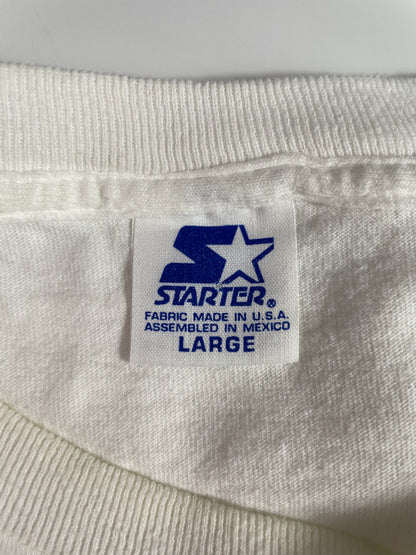 STARTER®
FABRIC MADE IN U.S.A.
ASSEMBLED IN MEXICO
LARGE